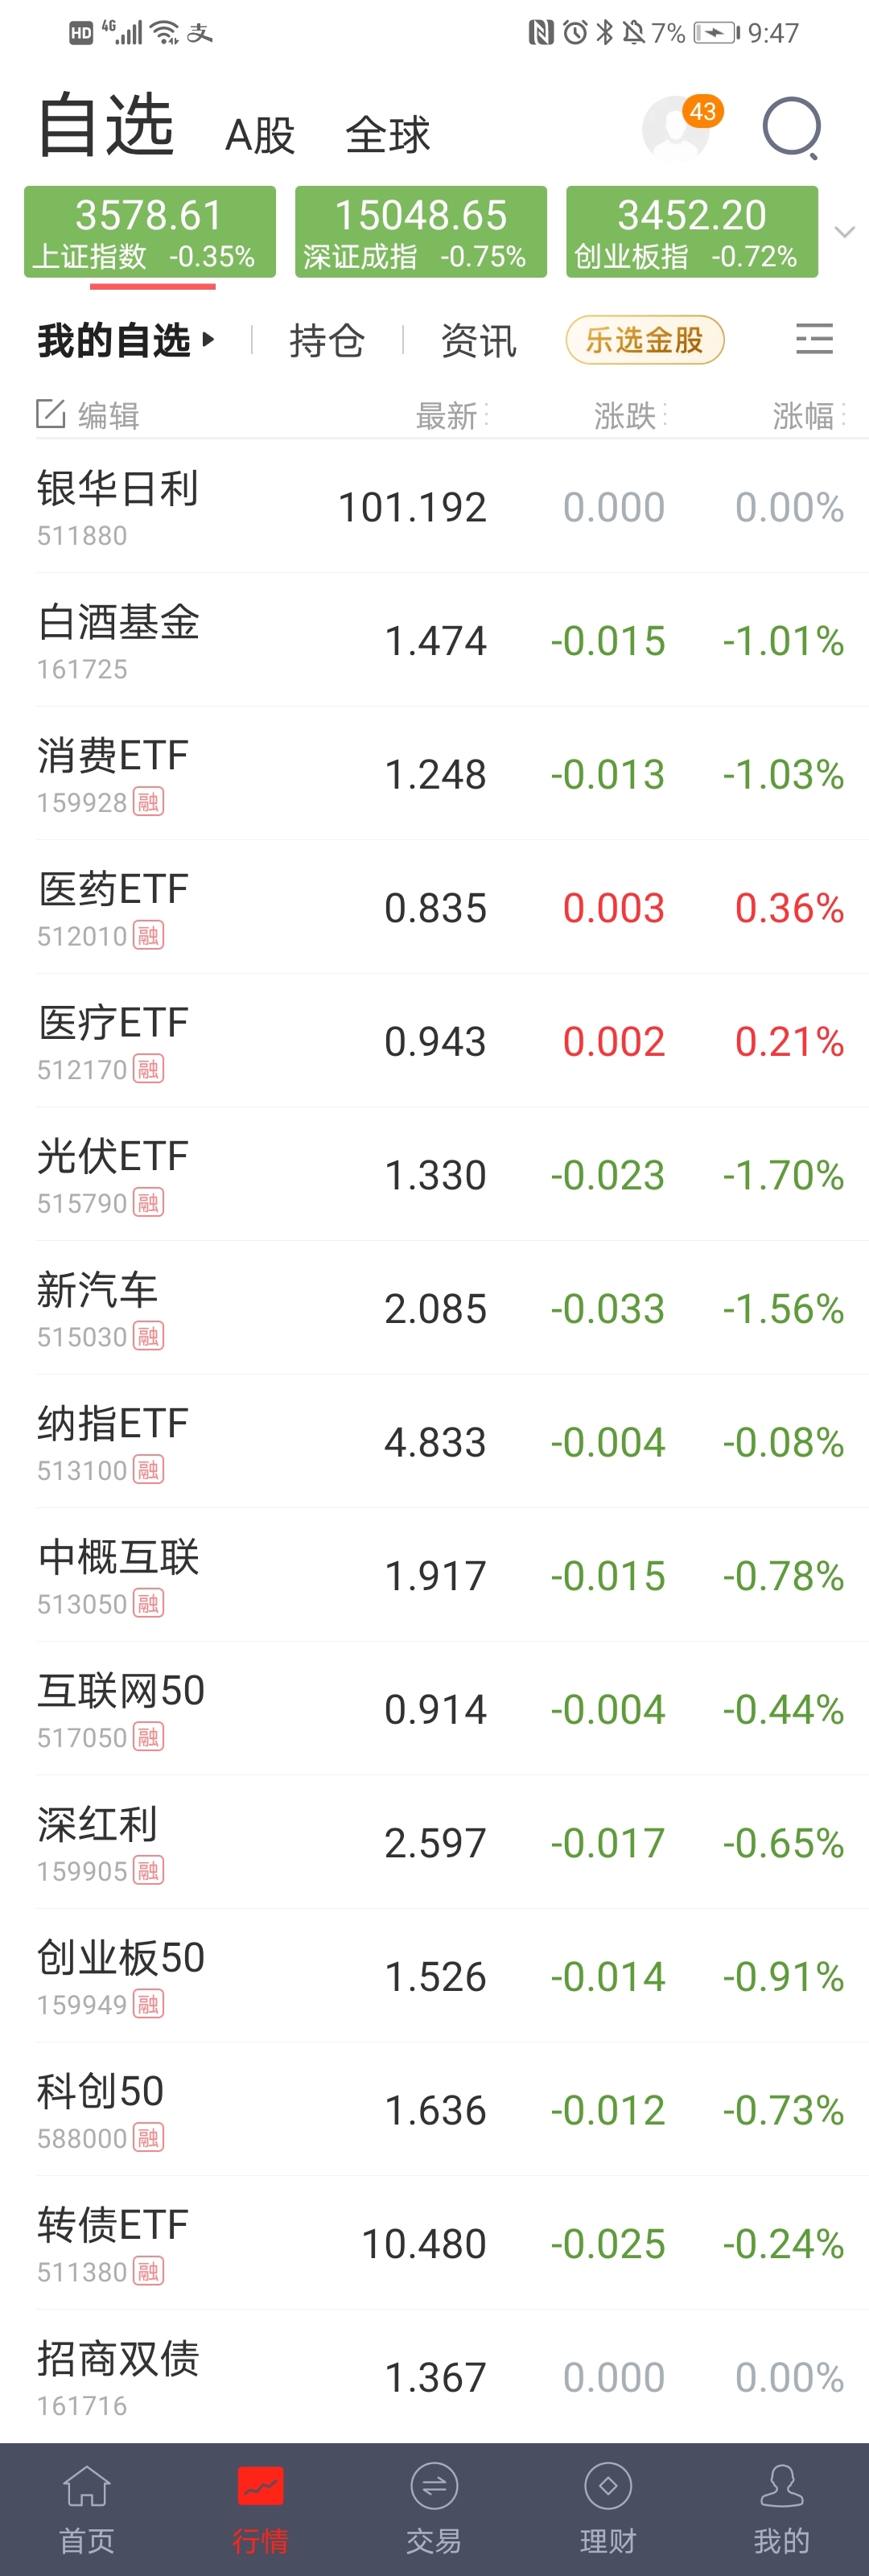 HD 4G 支 7% 9:47
自选 A股 全球 43
3578.61 15048.65 3452.20
上证指数 -0.35% 深证成指 -0.75% 创业板指 -0.72%
我的自选 持仓 资讯 乐选金股
编辑 最新 涨跌 涨幅
银华日利 101.192 0.000 0.00%
511880
白酒基金 1.474 -0.015 -1.01%
161725
消费ETF 1.248 -0.013 -1.03%
159928 融
医药ETF 0.835 0.003 0.36%
512010 融
医疗ETF 0.943 0.002 0.21%
512170 融
光伏ETF 1.330 -0.023 -1.70%
515790 融
新汽车 2.085 -0.033 -1.56%
515030 融
纳指ETF 4.833 -0.004 -0.08%
513100 融
中概互联 1.917 -0.015 -0.78%
513050 融
互联网50 0.914 -0.004 -0.44%
517050 融
深红利 2.597 -0.017 -0.65%
159905 融
创业板50 1.526 -0.014 -0.91%
159949 融
科创50 1.636 -0.012 -0.73%
588000 融
转债ETF 10.480 -0.025 -0.24%
511380 融
招商双债 1.367 0.000 0.00%
161716
首页 行情 交易 理财 我的